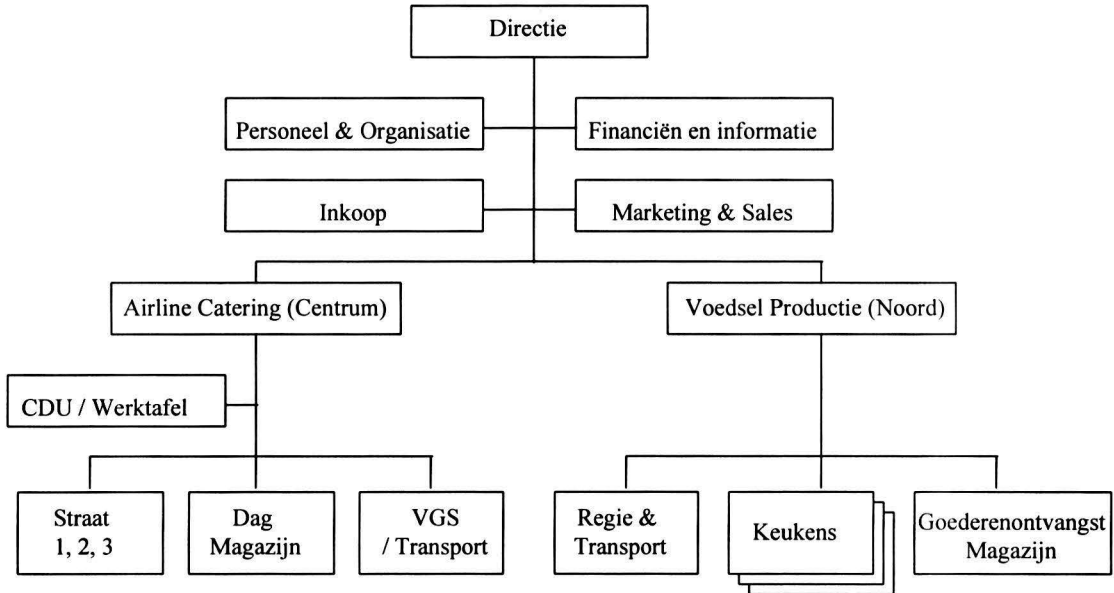 Directie
Personeel & Organisatie
Financiën en informatie
Inkoop
Marketing & Sales
Airline Catering (Centrum)
Voedsel Productie (Noord)
CDU / Werktafel
Straat
1, 2, 3
Dag
Magazijn
VGS
/ Transport
Regie &
Transport
Keukens
Goederenontvangst
Magazijn